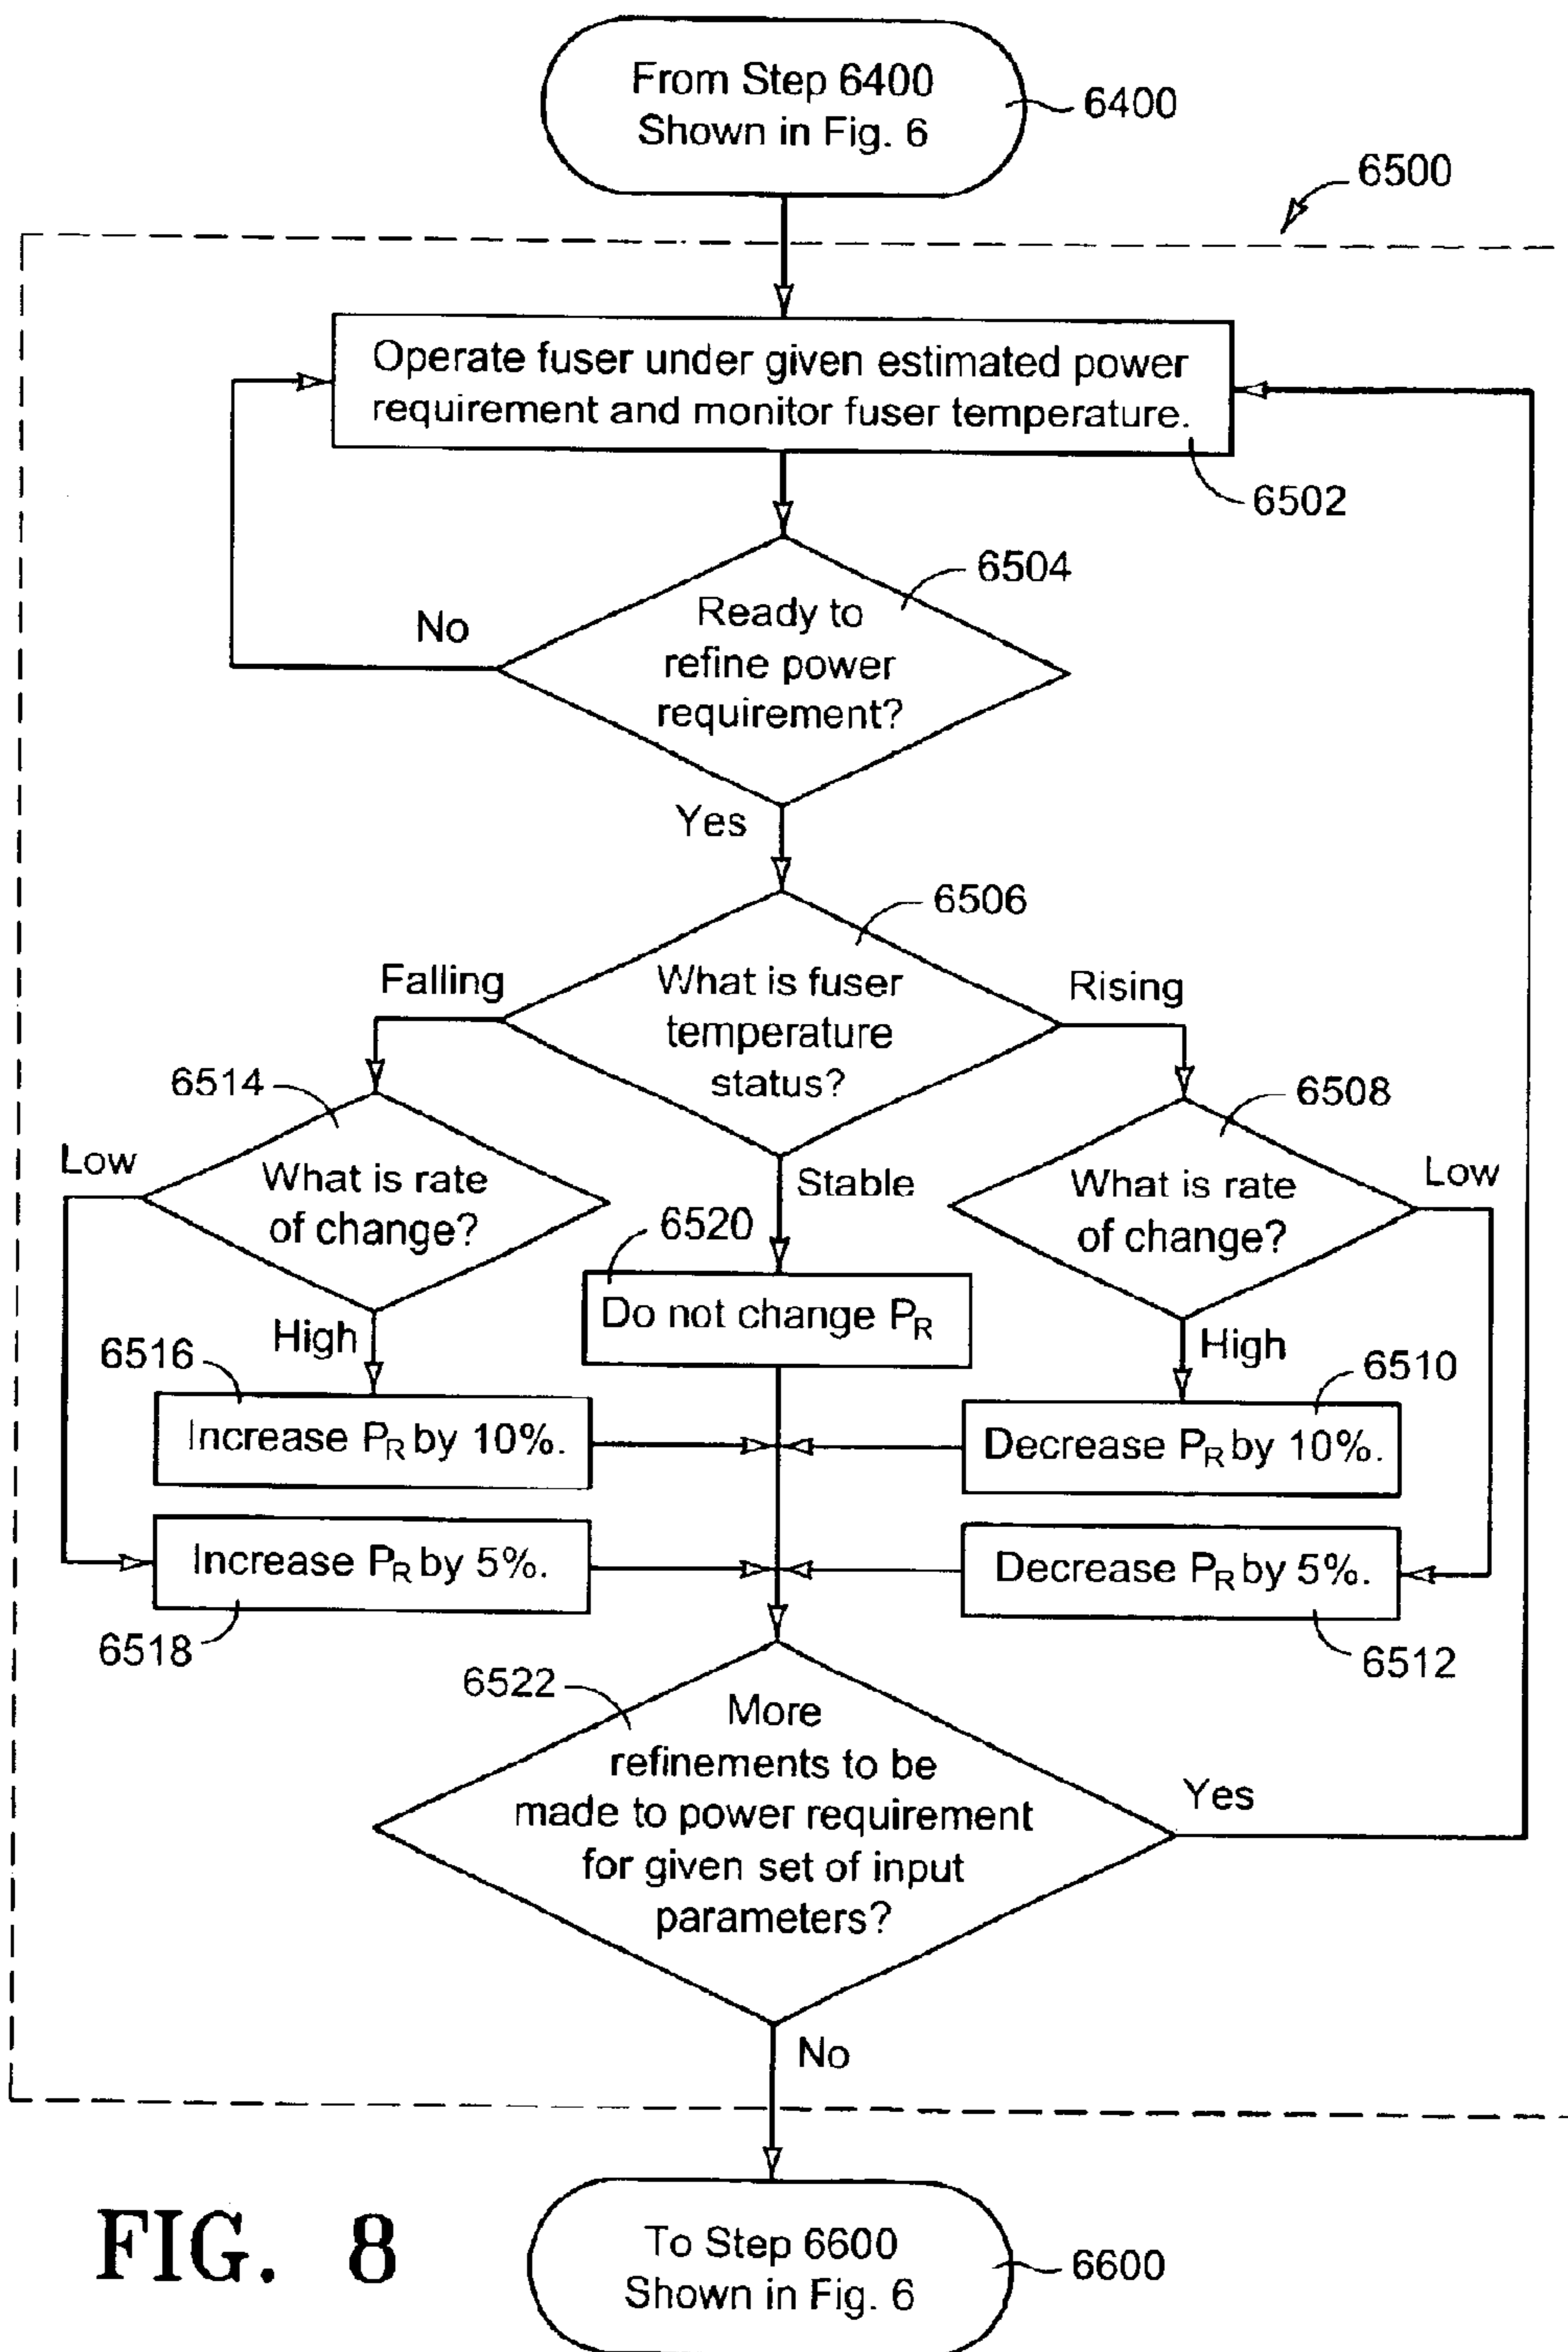 From Step 6400
Shown in Fig. 6
6400
6500
Operate fuser under given estimated power
requirement and monitor fuser temperature.
6502
6504
Ready to
refine power
requirement?
No
Yes
6506
What is fuser
temperature
status?
Falling
Rising
6514
6508
Low
What is rate
of change?
Stable
What is rate
of change?
Low
6520
Do not change PR
High
High
6516
6510
Increase PR by 10%.
Decrease PR by 10%.
Increase PR by 5%.
Decrease PR by 5%.
6518
6512
6522
More
refinements to be
made to power requirement
for given set of input
parameters?
Yes
No
To Step 6600
Shown in Fig. 6
6600
FIG. 8